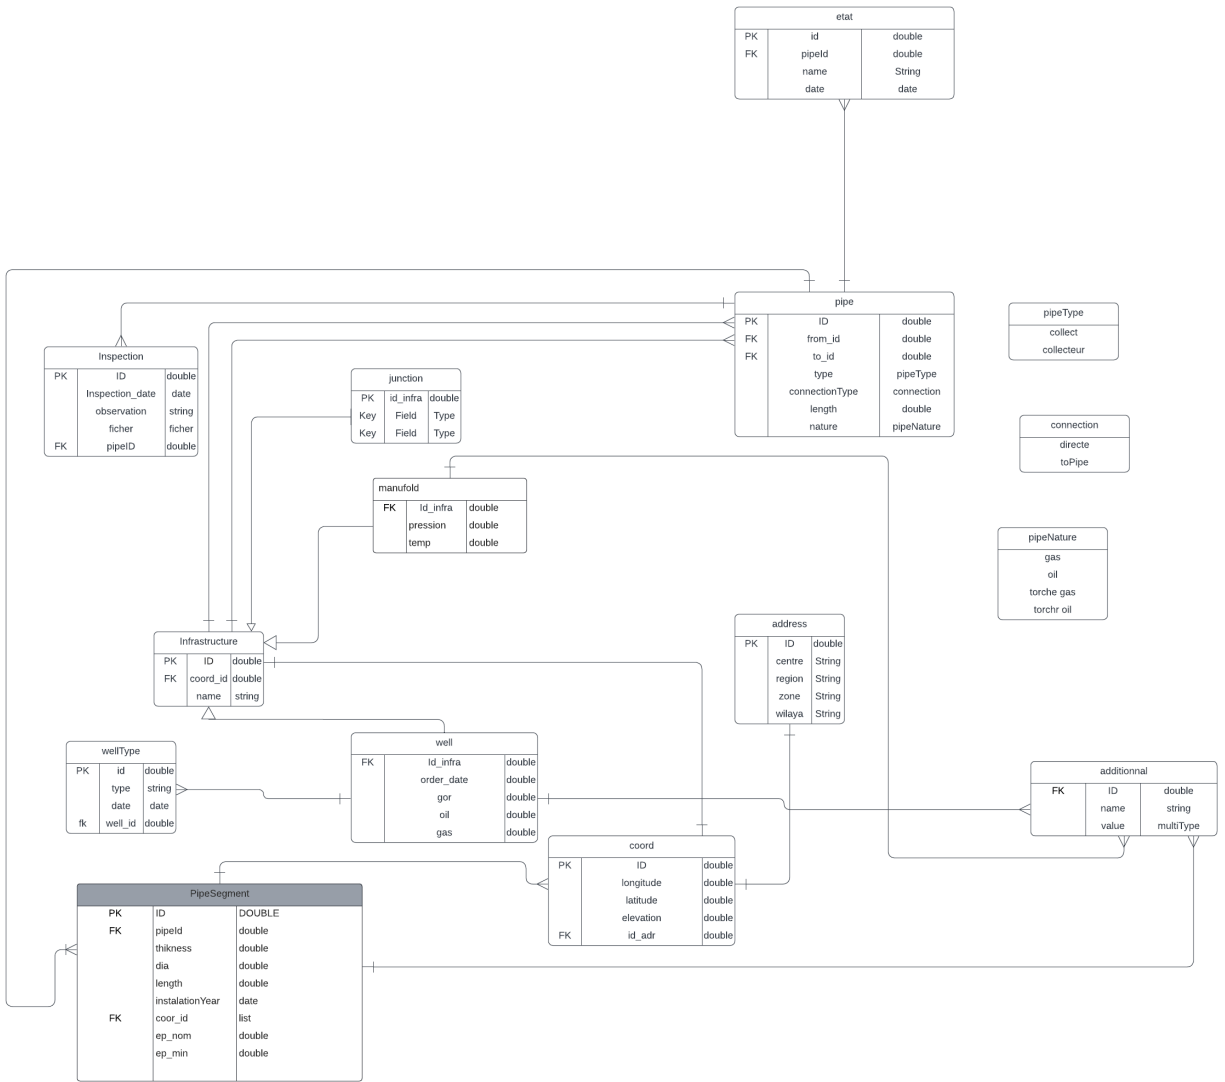 etat
PK id double
FK pipeId double
name String
date date
pipe
PK ID double
FK from_id double
FK to_id double
type pipeType
connectionType connection
length double
nature pipeNature
pipeType
collect
collecteur
Inspection
PK ID double
Inspection_date date
observation string
ficher ficher
FK pipeID double
junction
PK id_infra double
Key Field Type
Key Field Type
connection
directe
toPipe
manufold
FK Id_infra double
pression double
temp double
pipeNature
gas
oil
torche gas
torchr oil
Infrastructure
PK ID double
FK coord_id double
name string
address
PK ID double
centre String
region String
zone String
wilaya String
wellType
PK id double
type string
date date
fk well_id double
well
FK Id_infra double
order_date double
gor double
oil double
gas double
additionnal
FK ID double
name string
value multiType
coord
PK ID double
longitude double
latitude double
elevation double
FK id_adr double
PipeSegment
PK ID DOUBLE
FK pipeId double
thikness double
dia double
length double
instalationYear date
FK coor_id list
ep_nom double
ep_min double